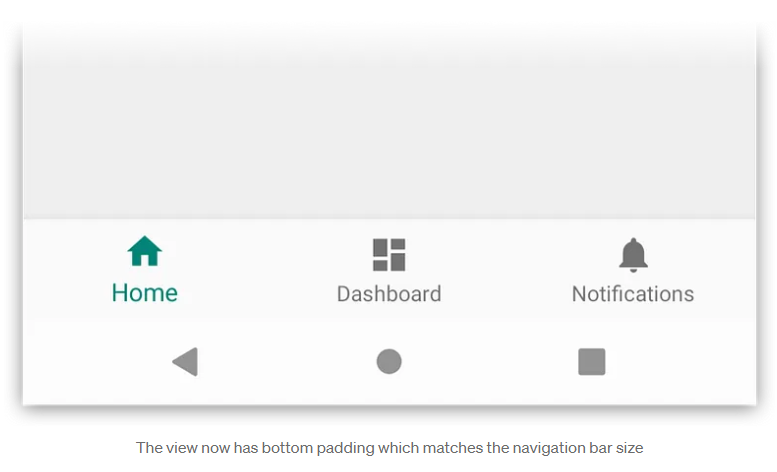 Home
Dashboard
Notifications
The view now has bottom padding which matches the navigation bar size